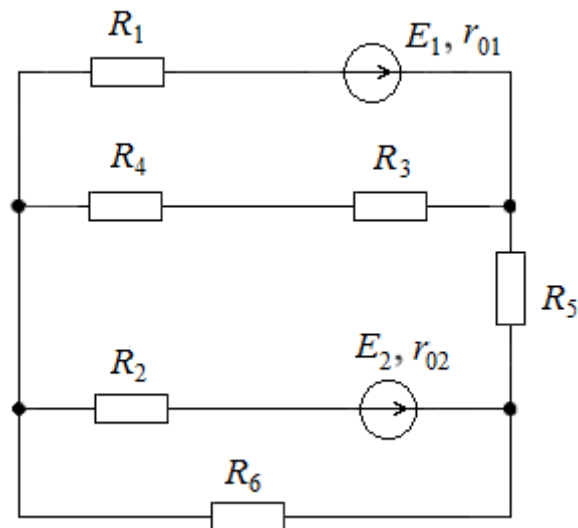 R₁
E₁, r₀₁
R₄
R₃
R₅
E₂, r₀₂
R₂
R₆